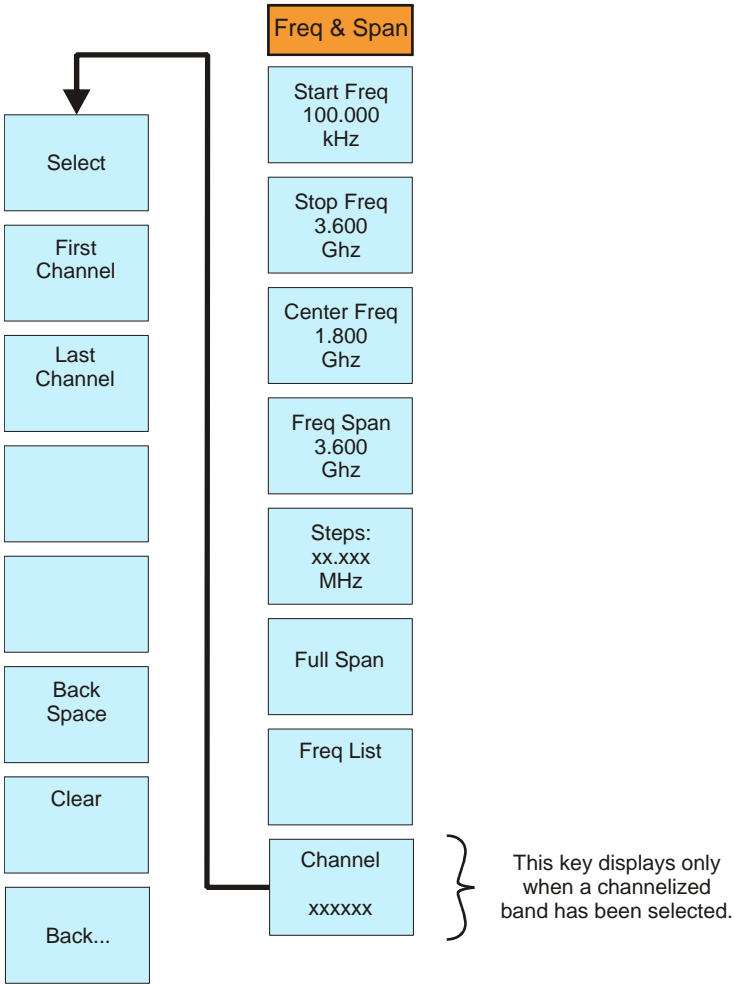 Freq & Span
Start Freq
100.000
kHz
Stop Freq
3.600
Ghz
Center Freq
1.800
Ghz
Freq Span
3.600
Ghz
Steps:
xx.xxx
MHz
Full Span
Freq List
Channel
xxxxxx
This key displays only
when a channelized
band has been selected.
Select
First
Channel
Last
Channel
Back
Space
Clear
Back...